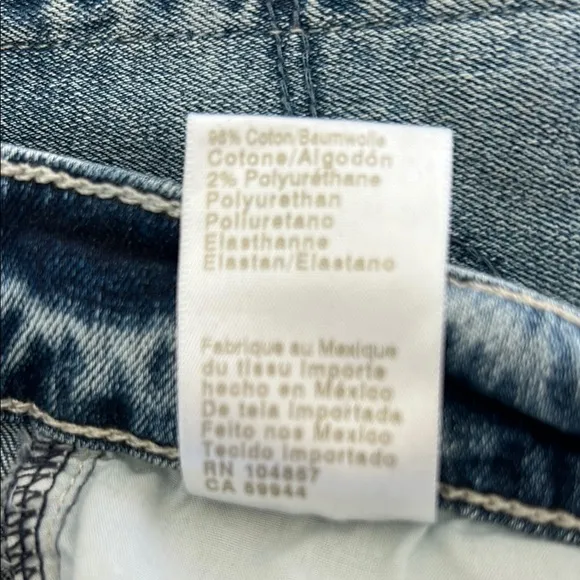 98% Coton/Baumwolle
Cotone/Algodón
2% Polyuréthane
Polyurethan
Poliuretano
Elasthanne
Elastan/Elastano
Fabrique au Mexique
du tissu importe
hecho en México
De tela importada
Feito nos Mexico
Tecido importado
RN 104867
CA 69944